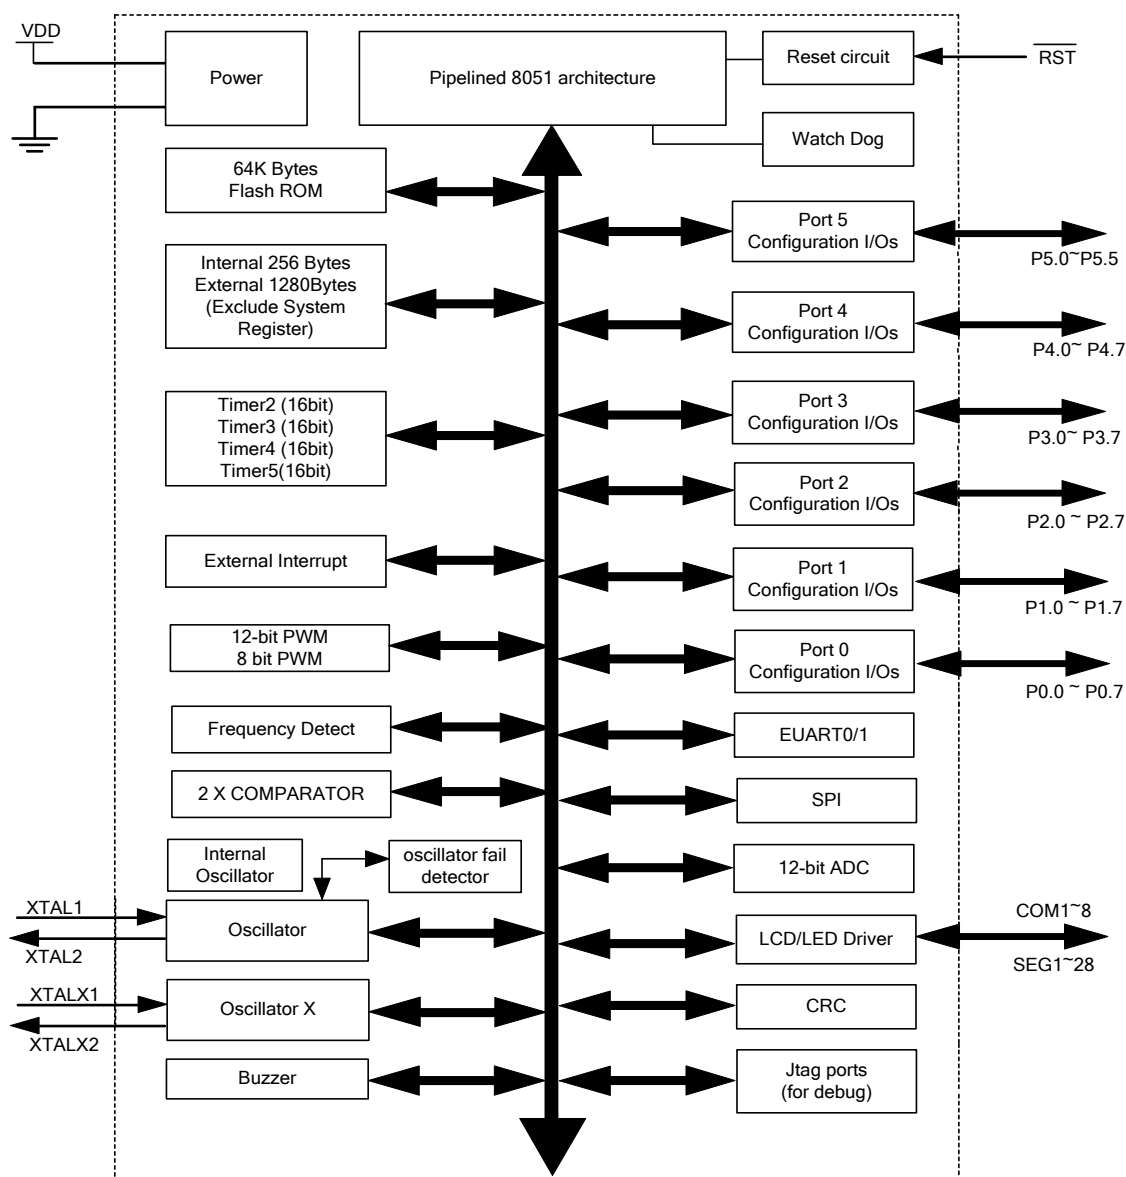 VDD
Power
Pipelined 8051 architecture
Reset circuit
RST
Watch Dog
64K Bytes
Flash ROM
Port 5
Configuration I/Os
P5.0~P5.5
Internal 256 Bytes
External 1280Bytes
(Exclude System
Register)
Port 4
Configuration I/Os
P4.0~ P4.7
Timer2 (16bit)
Timer3 (16bit)
Timer4 (16bit)
Timer5(16bit)
Port 3
Configuration I/Os
P3.0~ P3.7
Port 2
Configuration I/Os
P2.0 ~ P2.7
External Interrupt
Port 1
Configuration I/Os
P1.0 ~ P1.7
12-bit PWM
8 bit PWM
Port 0
Configuration I/Os
P0.0 ~ P0.7
Frequency Detect
EUART0/1
2 X COMPARATOR
SPI
Internal
Oscillator
oscillator fail
detector
12-bit ADC
XTAL1
XTAL2
Oscillator
LCD/LED Driver
COM1~8
SEG1~28
XTALX1
XTALX2
Oscillator X
CRC
Buzzer
Jtag ports
(for debug)